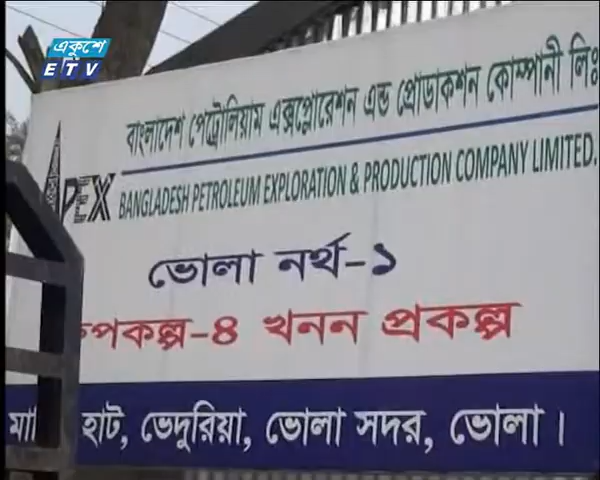 একুশে
ETV
বাংলাদেশ পেট্রোলিয়াম এক্সপ্লোরেশন এন্ড প্রোডাকশন কোম্পানী লিঃ
PEX
BANGLADESH PETROLEUM EXPLORATION & PRODUCTION COMPANY LIMITED.
ভোলা নর্থ-১
রূপকল্প-৪ খনন প্রকল্প
হাট, ভেদুরিয়া, ভোলা সদর, ভোলা।